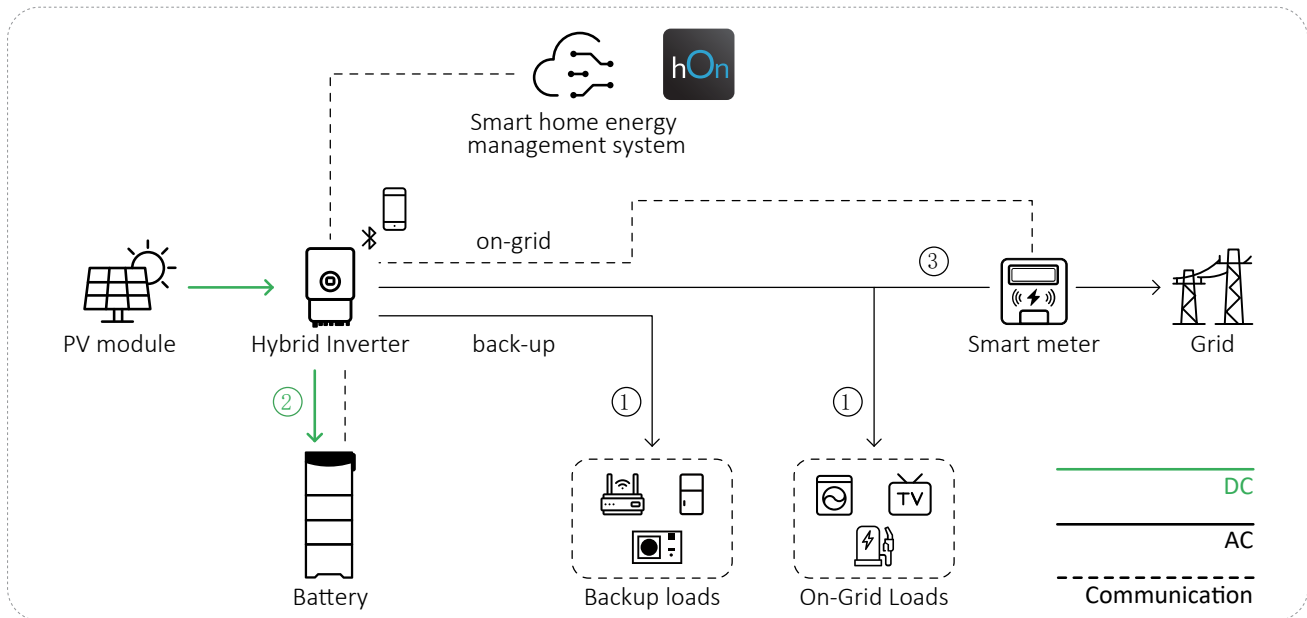 hOn
Smart home energy
management system
on-grid
③
PV module
Hybrid Inverter
back-up
Smart meter
Grid
②
①
①
TV
DC
AC
Battery
Backup loads
On-Grid Loads
Communication